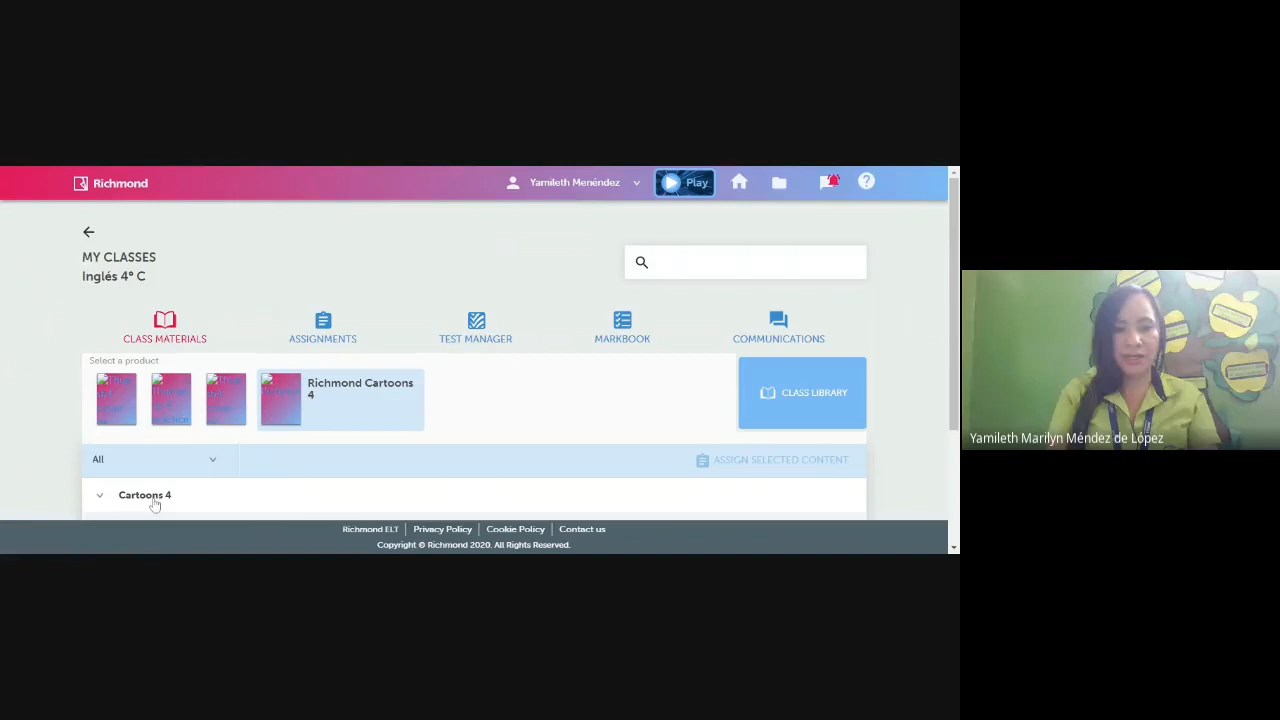 Richmond
Yamileth Menéndez
Play
MY CLASSES
Inglés 4° C
CLASS MATERIALS
ASSIGNMENTS
TEST MANAGER
MARKBOOK
COMMUNICATIONS
Select a product
Richmond Cartoons
4
CLASS LIBRARY
All
ASSIGN SELECTED CONTENT
Cartoons 4
Richmond ELT
Privacy Policy
Cookie Policy
Contact us
Copyright © Richmond 2020. All Rights Reserved.
Yamileth Marilyn Méndez de López